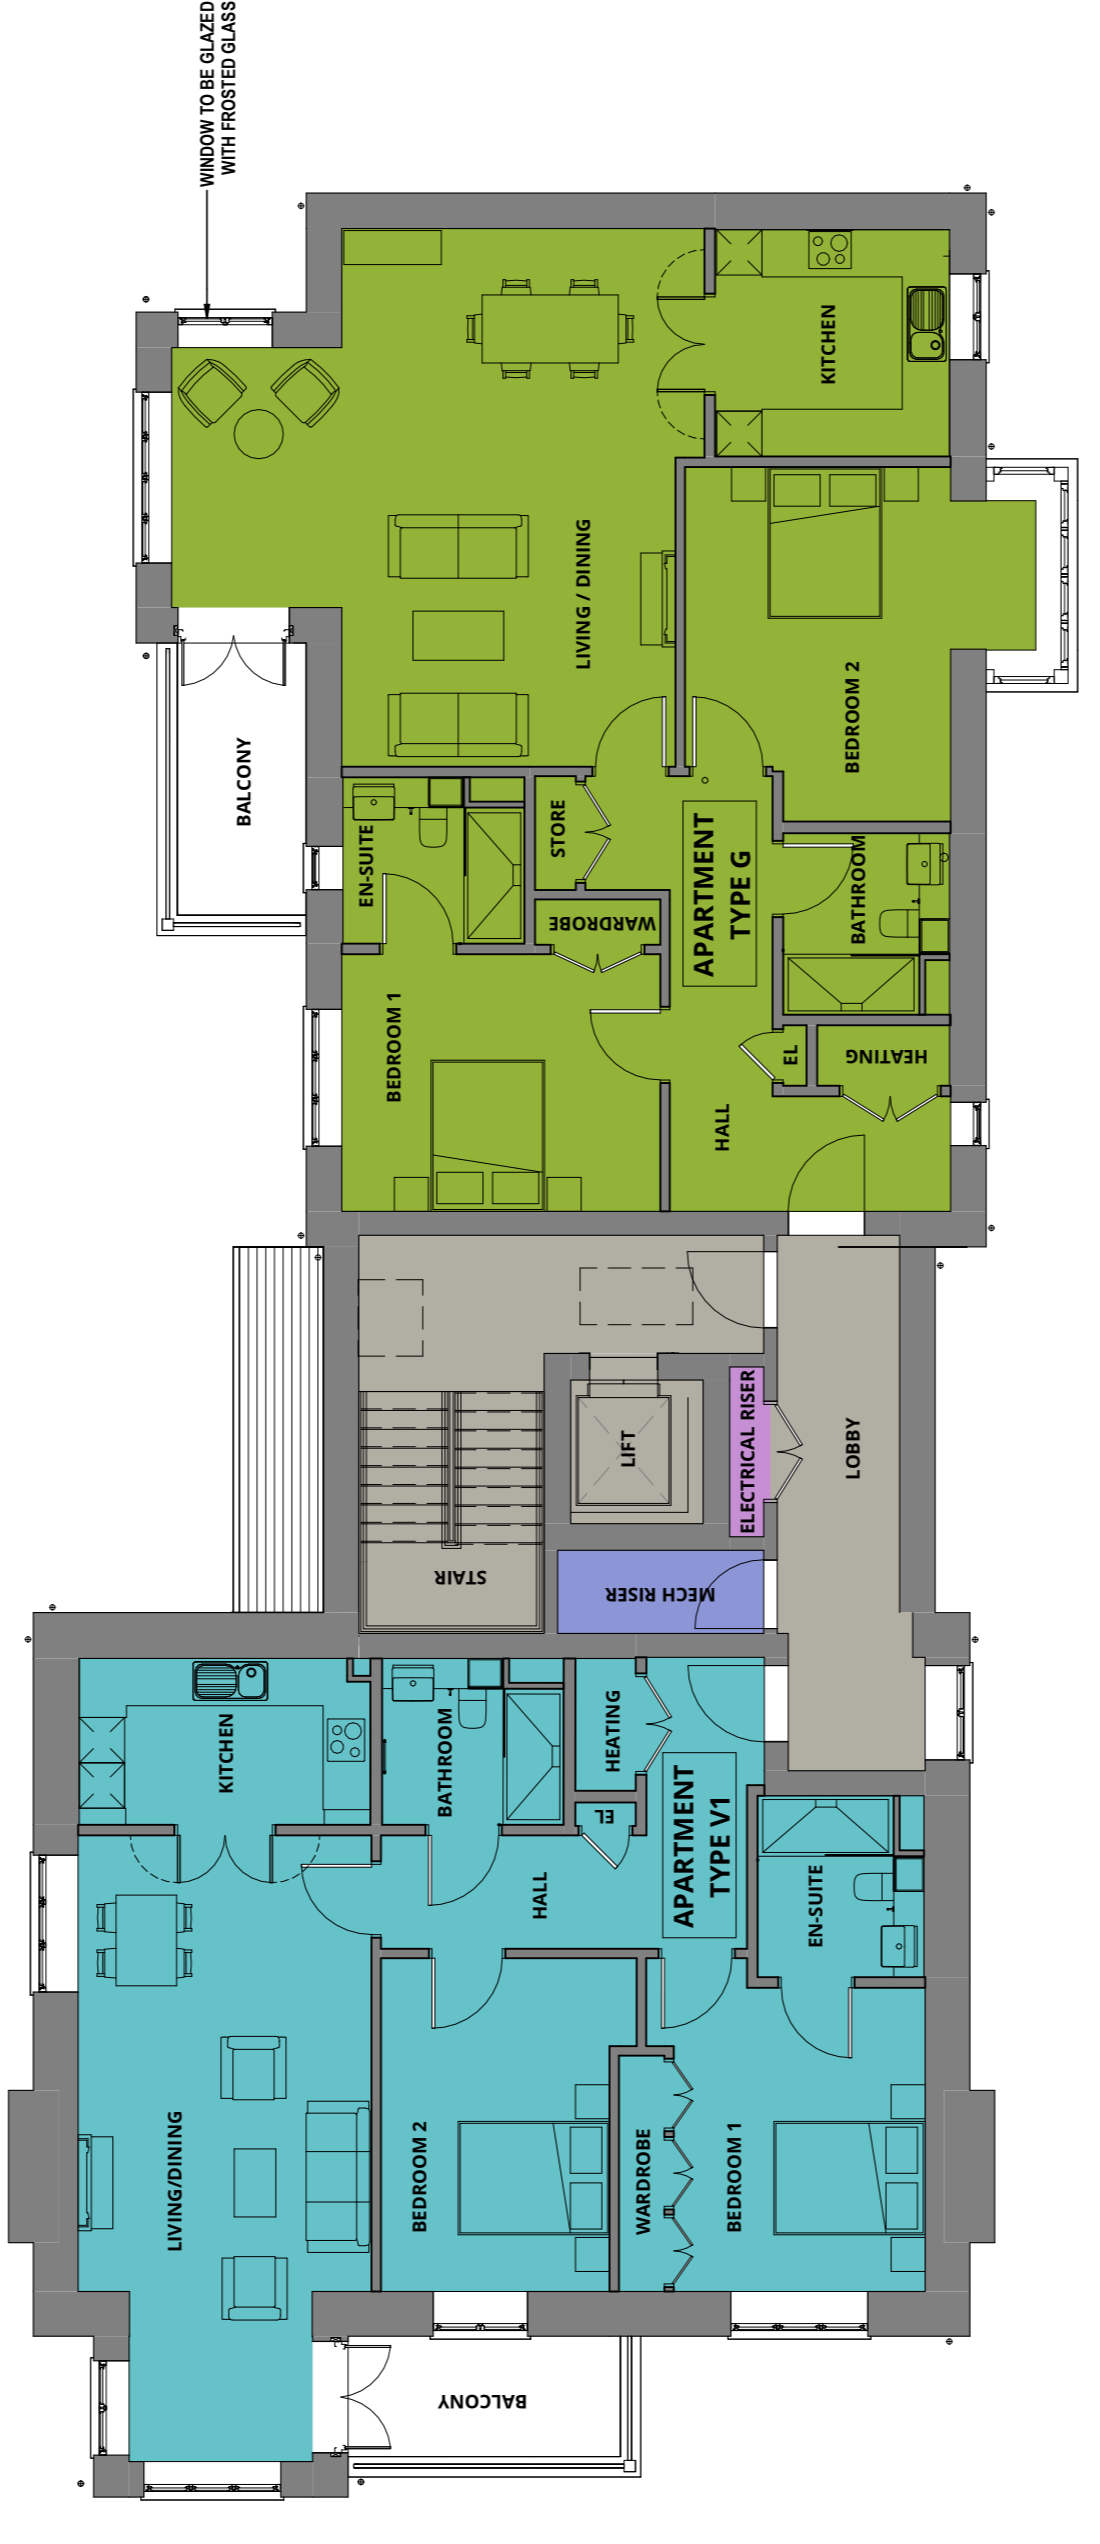 WINDOW TO BE GLAZED
WITH FROSTED GLASS
KITCHEN
LIVING / DINING
BEDROOM 2
BALCONY
EN-SUITE
STORE
WARDROBE
APARTMENT
TYPE G
BATHROOM
BEDROOM 1
EL
HEATING
HALL
LIFT
ELECTRICAL RISER
LOBBY
STAIR
MECH RISER
KITCHEN
BATHROOM
HEATING
EL
APARTMENT
TYPE V1
HALL
EN-SUITE
LIVING/DINING
BEDROOM 2
WARDROBE
BEDROOM 1
BALCONY